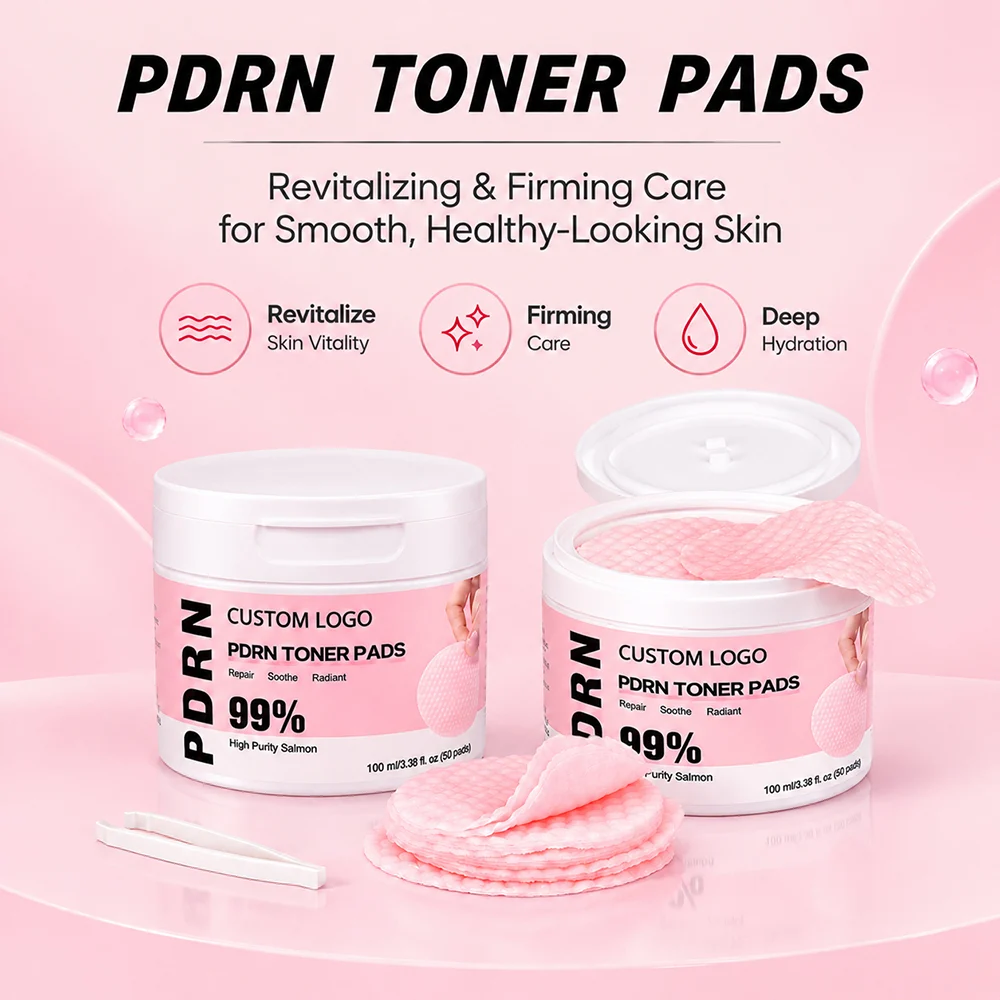 PDRN TONER PADS
Revitalizing & Firming Care
for Smooth, Healthy-Looking Skin
Revitalize
Skin Vitality
Firming
Care
Deep
Hydration
PDRN
CUSTOM LOGO
PDRN TONER PADS
Repair Soothe Radiant
99%
High Purity Salmon
100 ml/3.38 fl. oz (50 pads)
DRN
CUSTOM LOGO
PDRN TONER PADS
Repair Soothe Radiant
99%
Purity Salmon
100 ml/3.38 fl. oz (50 pads)